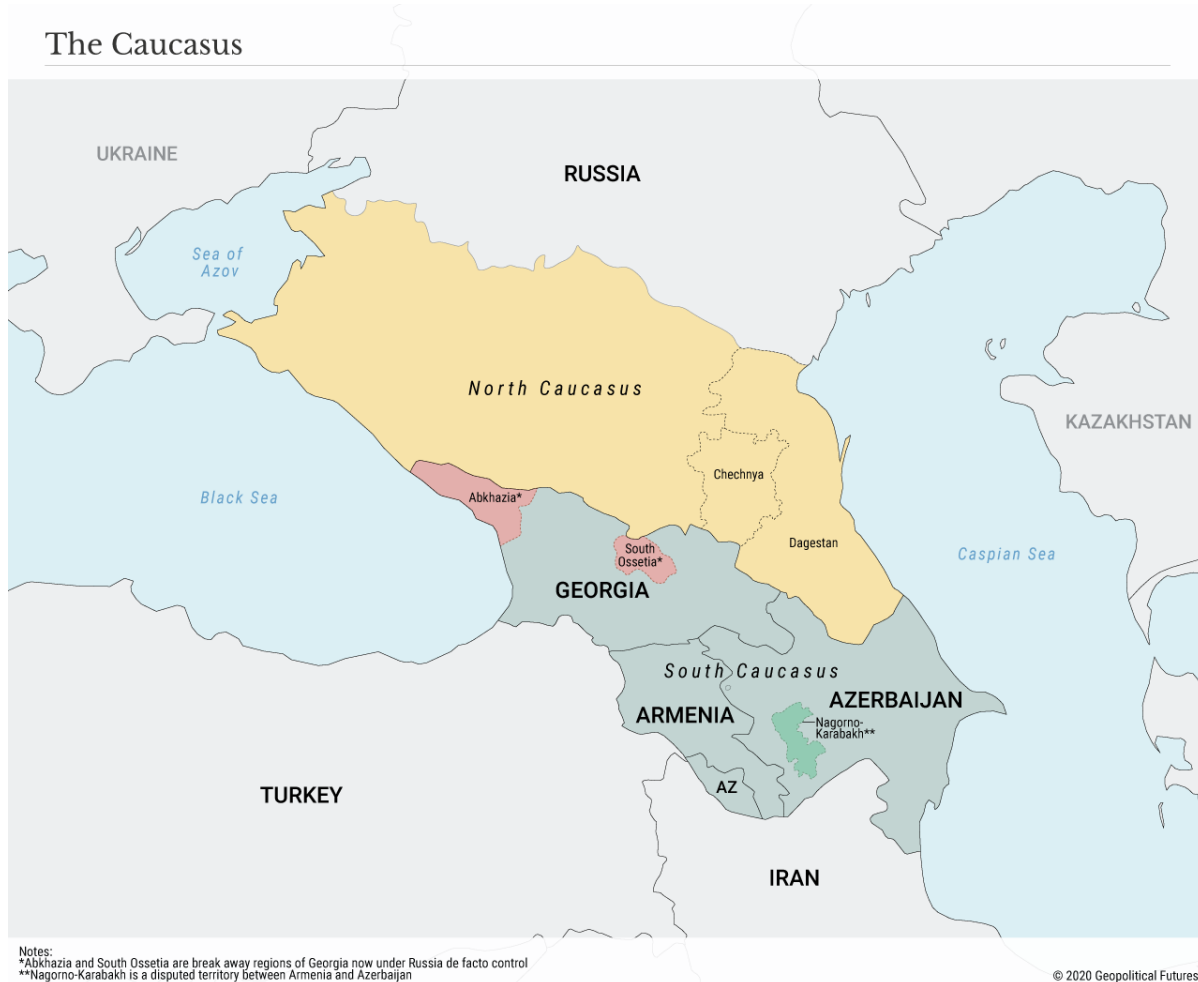 The Caucasus
UKRAINE
RUSSIA
Sea of
Azov
North Caucasus
KAZAKHSTAN
Chechnya
Black Sea
Abkhazia*
Dagestan
South
Ossetia*
Caspian Sea
GEORGIA
South Caucasus
AZERBAIJAN
ARMENIA
Nagorno-
Karabakh**
AZ
TURKEY
IRAN
Notes:
*Abkhazia and South Ossetia are break away regions of Georgia now under Russia de facto control
**Nagorno-Karabakh is a disputed territory between Armenia and Azerbaijan
© 2020 Geopolitical Futures